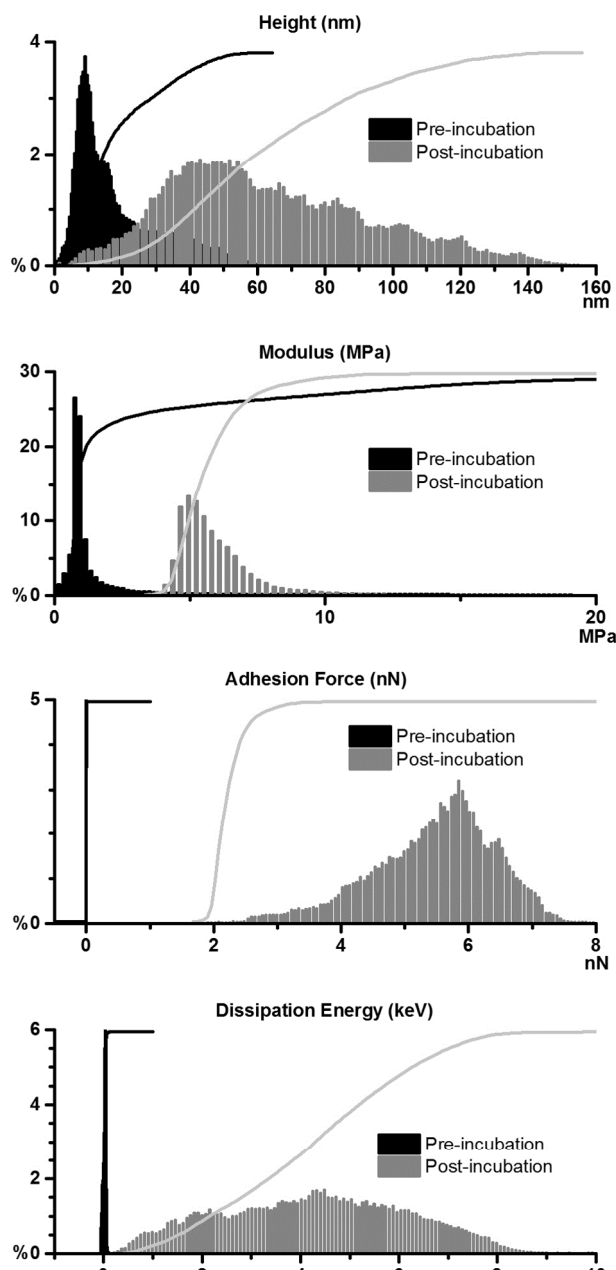 Height (nm)
4
Pre-incubation
Post-incubation
2
% 0
0 20 40 60 80 100 120 140 160
nm
Modulus (MPa)
30
20
Pre-incubation
Post-incubation
10
% 0
0 10 20
MPa
Adhesion Force (nN)
5
Pre-incubation
Post-incubation
% 0
0 2 4 6 8
nN
Dissipation Energy (keV)
6
4
Pre-incubation
Post-incubation
2
% 0